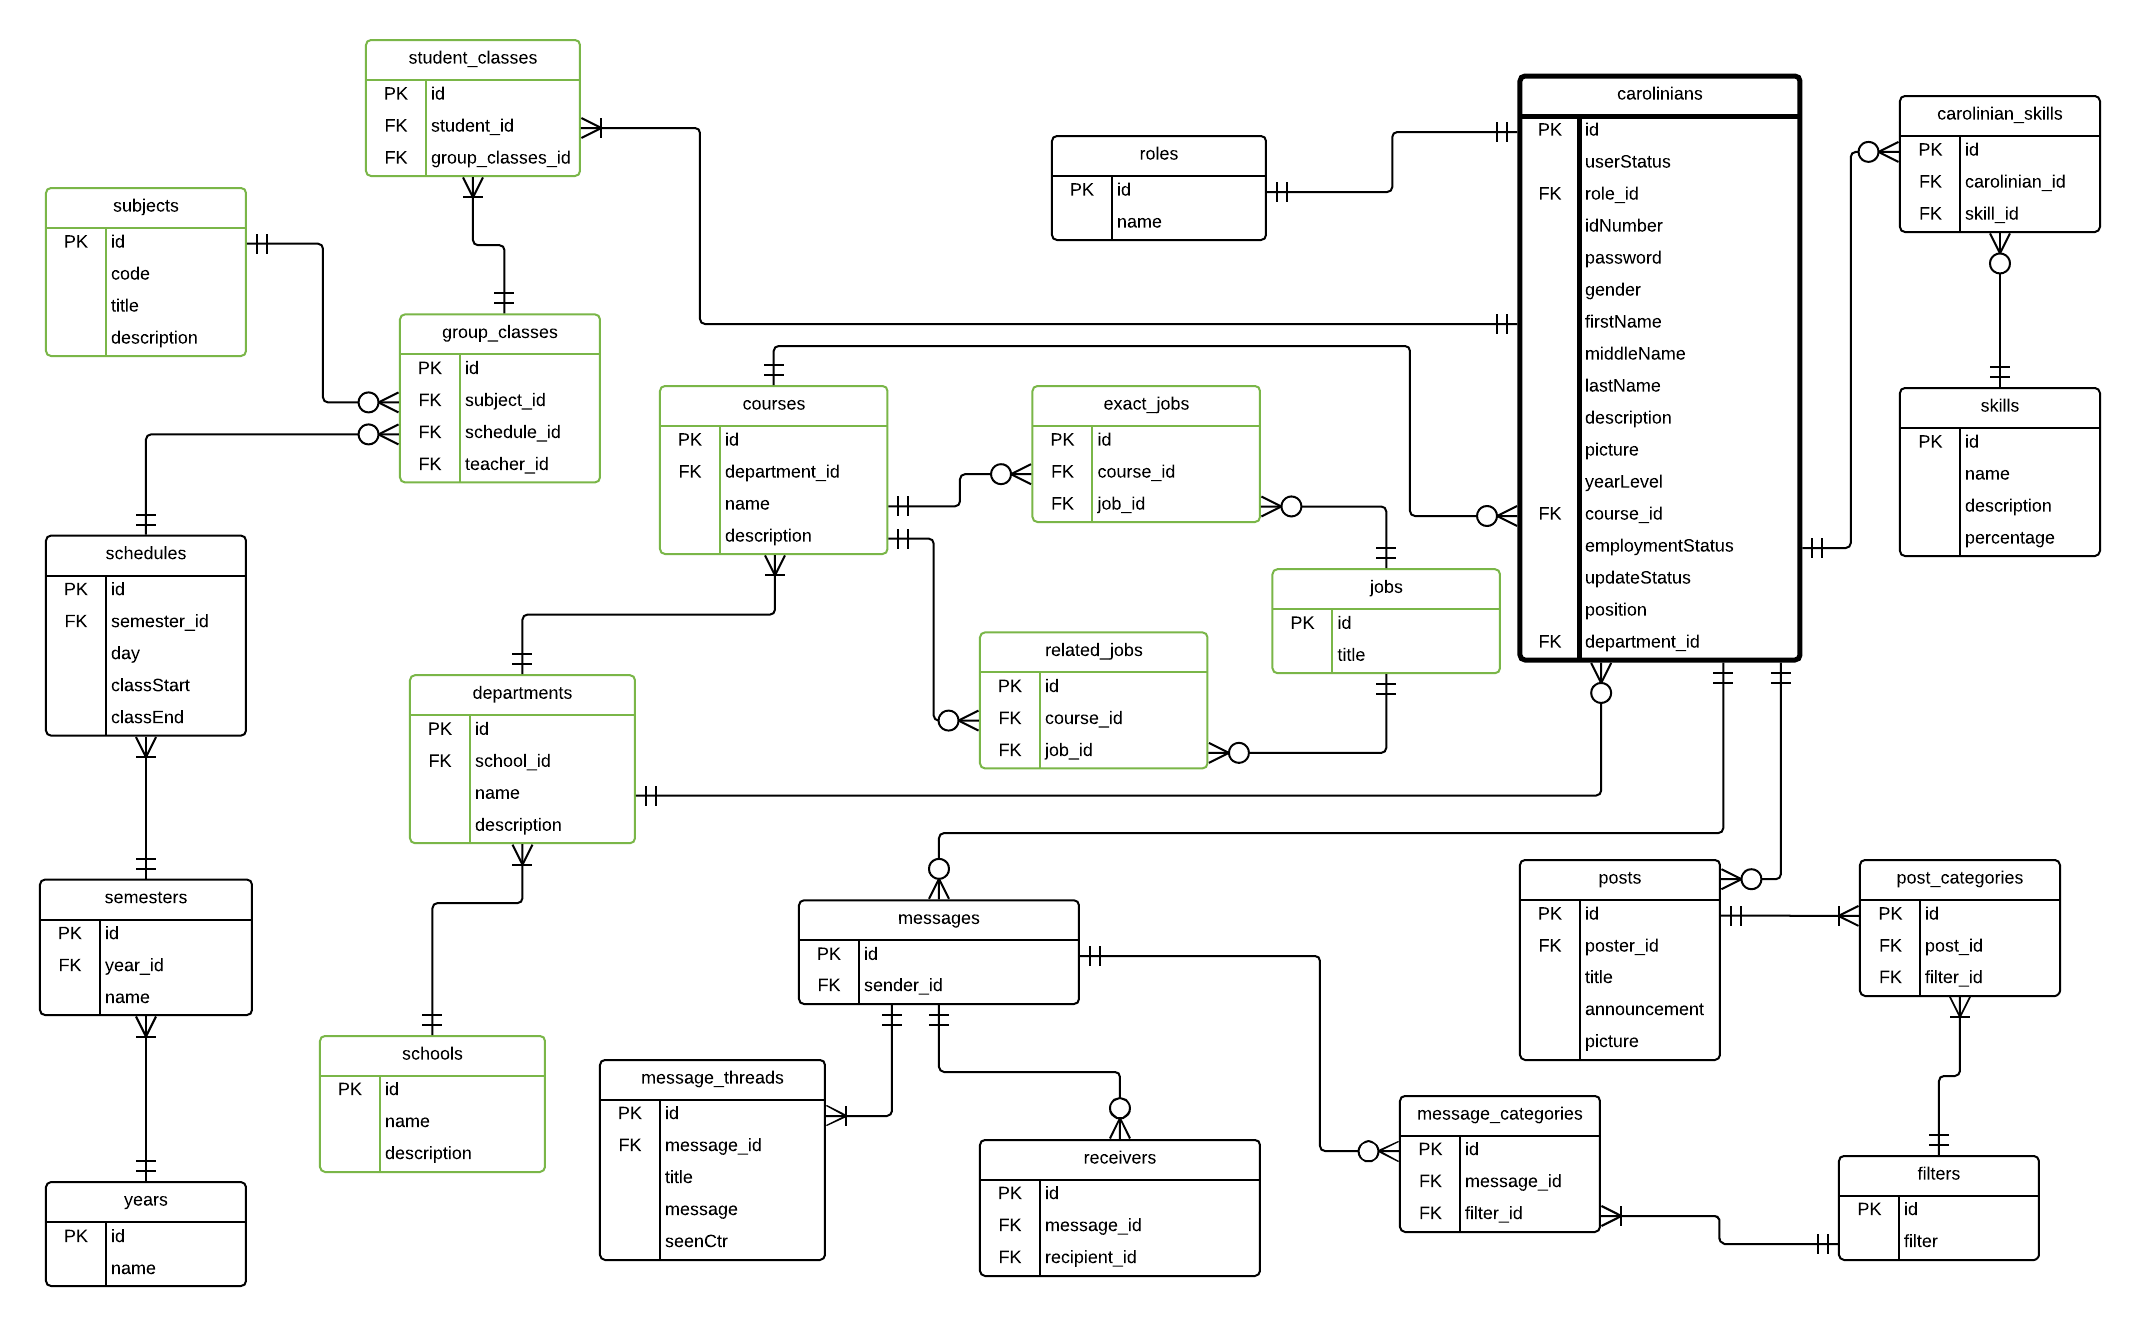 student_classes
PK id
FK student_id
FK group_classes_id
subjects
PK id
code
title
description
group_classes
PK id
FK subject_id
FK schedule_id
FK teacher_id
schedules
PK id
FK semester_id
day
classStart
classEnd
semesters
PK id
FK year_id
name
years
PK id
name
courses
PK id
FK department_id
name
description
departments
PK id
FK school_id
name
description
schools
PK id
name
description
roles
PK id
name
exact_jobs
PK id
FK course_id
FK job_id
jobs
PK id
title
related_jobs
PK id
FK course_id
FK job_id
carolinians
PK id
userStatus
FK role_id
idNumber
password
gender
firstName
middleName
lastName
description
picture
yearLevel
FK course_id
employmentStatus
updateStatus
position
FK department_id
carolinian_skills
PK id
FK carolinian_id
FK skill_id
skills
PK id
name
description
percentage
messages
PK id
FK sender_id
message_threads
PK id
FK message_id
title
message
seenCtr
receivers
PK id
FK message_id
FK recipient_id
posts
PK id
FK poster_id
title
announcement
picture
post_categories
PK id
FK post_id
FK filter_id
message_categories
PK id
FK message_id
FK filter_id
filters
PK id
filter